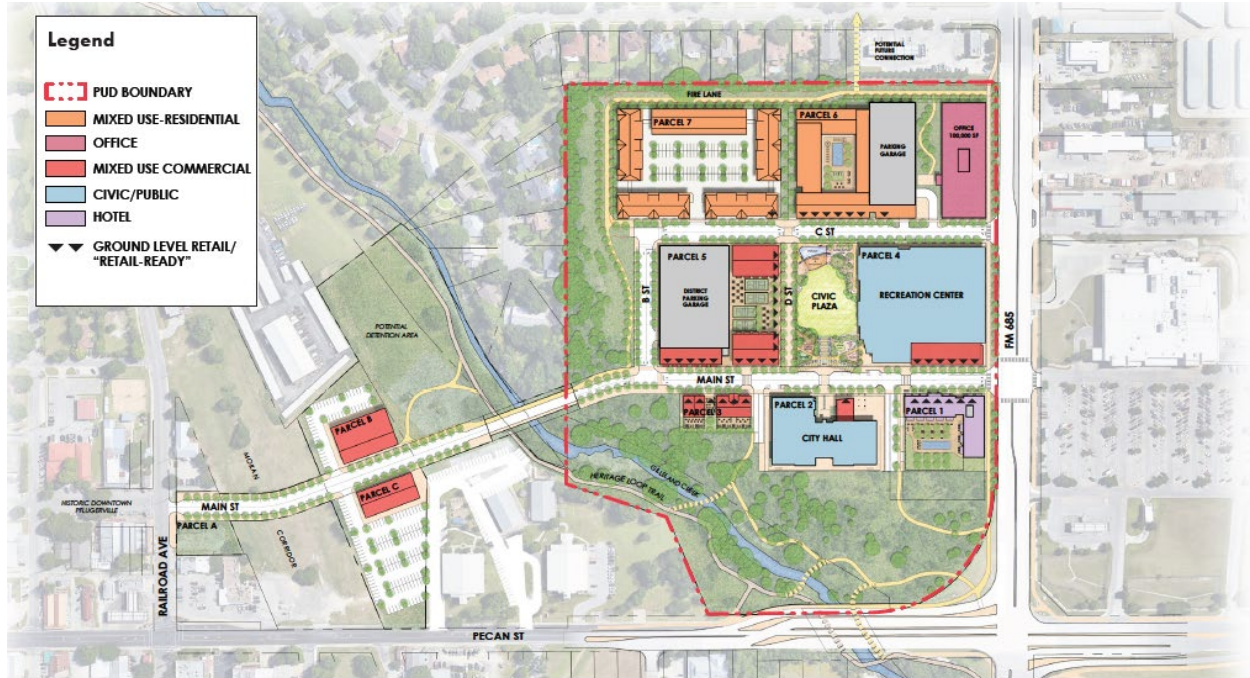 Legend
PUD BOUNDARY
MIXED USE-RESIDENTIAL
OFFICE
MIXED USE COMMERCIAL
CIVIC/PUBLIC
HOTEL
GROUND LEVEL RETAIL/
"RETAIL-READY"
POTENTIAL
FUTURE
CONNECTION
FIRE LANE
PARCEL 7
PARCEL 6
PARKING
GARAGE
OFFICE
100,000 SF
C ST
PARCEL 5
DISTRICT
PARKING
GARAGE
B ST
D ST
CIVIC
PLAZA
PARCEL 4
RECREATION CENTER
FM 685
MAIN ST
PARCEL 3
PARCEL 2
CITY HALL
PARCEL 1
POTENTIAL
DETENTION AREA
PARCEL B
PARCEL C
MORAN
CORRIDOR
HISTORIC DOWNTOWN
PFLUGERVILLE
MAIN ST
PARCEL A
RAILROAD AVE
GILLELAND CREEK
HERITAGE LOOP TRAIL
PECAN ST